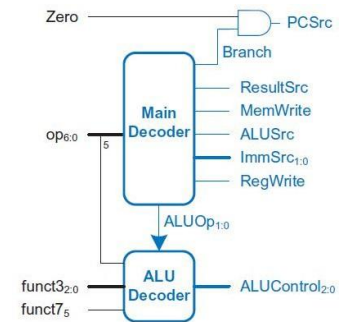 Zero
PCSrc
Branch
ResultSrc
MemWrite
Main
Decoder
op6:0
5
ALUSrc
ImmSrc1:0
RegWrite
ALUOp1:0
ALU
Decoder
funct32:0
funct75
ALUControl2:0